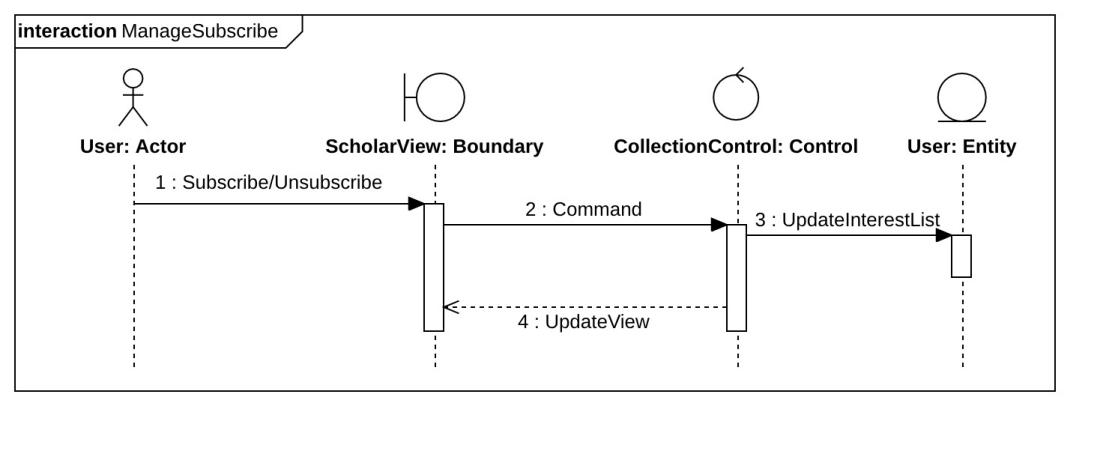 interaction ManageSubscribe
User: Actor
ScholarView: Boundary
CollectionControl: Control
User: Entity
1 : Subscribe/Unsubscribe
2 : Command
3 : UpdateInterestList
4 : UpdateView